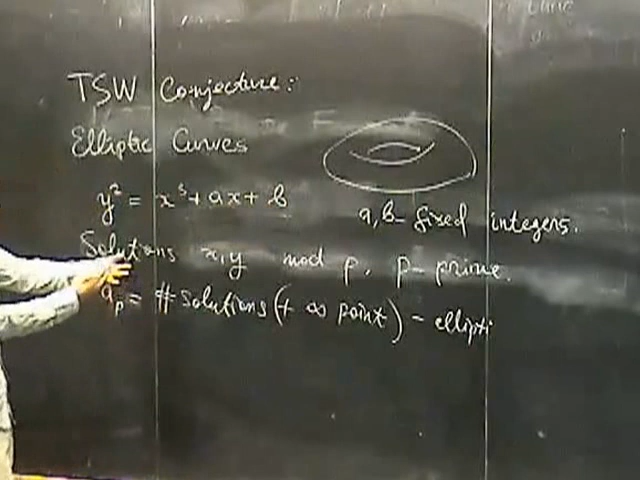 TSW Conjecture:
Elliptic Curves
y² = x³ + ax + b
a, b - fixed integers.
Solutions x, y mod p, p - prime.
a_p = # solutions (+ ∞ point) - ellipti